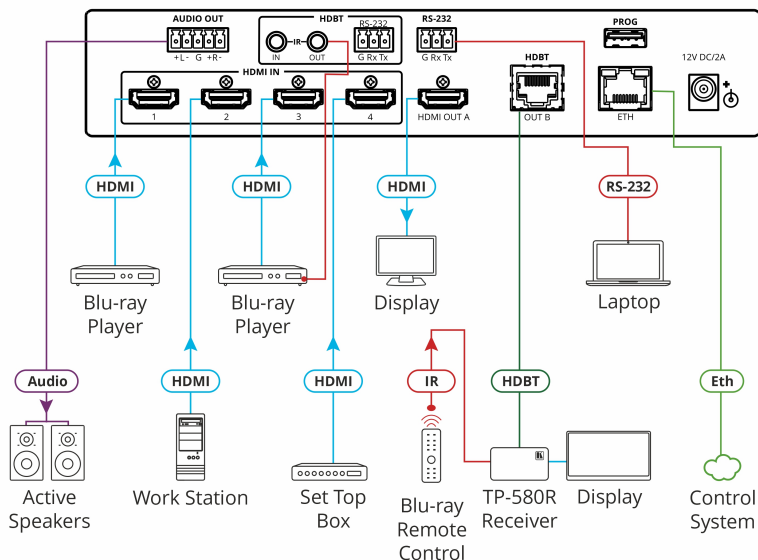 AUDIO OUT
HDBT
RS-232
RS-232
PROG
IR
IN
OUT
+L- G +R-
G Rx Tx
G Rx Tx
HDBT
12V DC/2A
HDMI IN
1
2
3
4
HDMI OUT A
OUT B
ETH
+
HDMI
HDMI
HDMI
RS-232
Blu-ray
Player
Blu-ray
Player
Display
Laptop
Audio
HDMI
HDMI
IR
HDBT
Eth
Active
Speakers
Work Station
Set Top
Box
Blu-ray
Remote
Control
TP-580R
Receiver
Display
Control
System